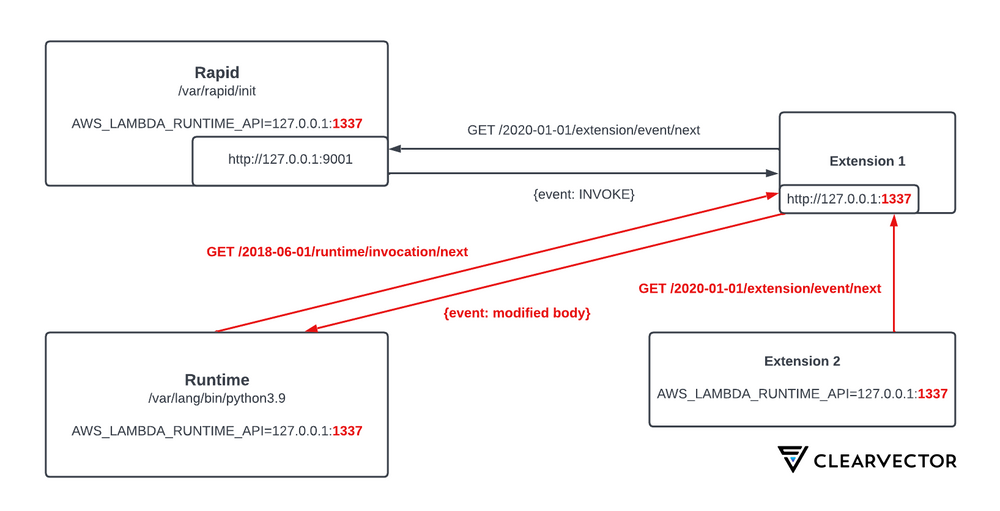 Rapid
/var/rapid/init
AWS_LAMBDA_RUNTIME_API=127.0.0.1:1337
http://127.0.0.1:9001
GET /2020-01-01/extension/event/next
{event: INVOKE}
Extension 1
http://127.0.0.1:1337
GET /2018-06-01/runtime/invocation/next
{event: modified body}
GET /2020-01-01/extension/event/next
Runtime
/var/lang/bin/python3.9
AWS_LAMBDA_RUNTIME_API=127.0.0.1:1337
Extension 2
AWS_LAMBDA_RUNTIME_API=127.0.0.1:1337
CLEARVECTOR